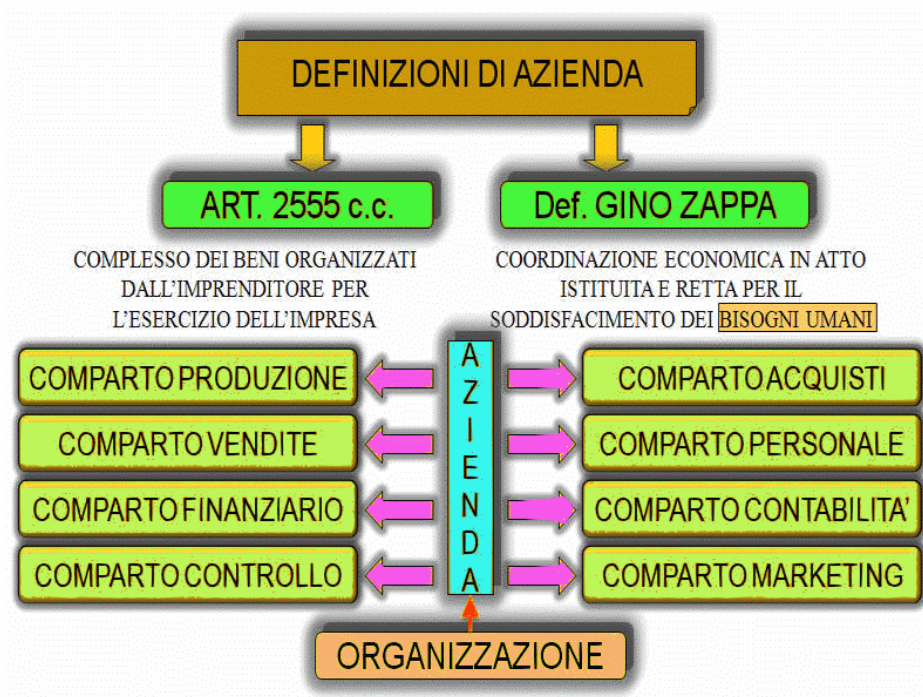 DEFINIZIONI DI AZIENDA
ART. 2555 c.c.
Def. GINO ZAPPA
COMPLESSO DEI BENI ORGANIZZATI
DALL'IMPRENDITORE PER
L'ESERCIZIO DELL'IMPRESA
COORDINAZIONE ECONOMICA IN ATTO
ISTITUITA E RETTA PER IL
SODDISFACIMENTO DEI BISOGNI UMANI
AZIENDA
COMPARTO PRODUZIONE
COMPARTO ACQUISTI
COMPARTO VENDITE
COMPARTO PERSONALE
COMPARTO FINANZIARIO
COMPARTO CONTABILITA'
COMPARTO CONTROLLO
COMPARTO MARKETING
ORGANIZZAZIONE